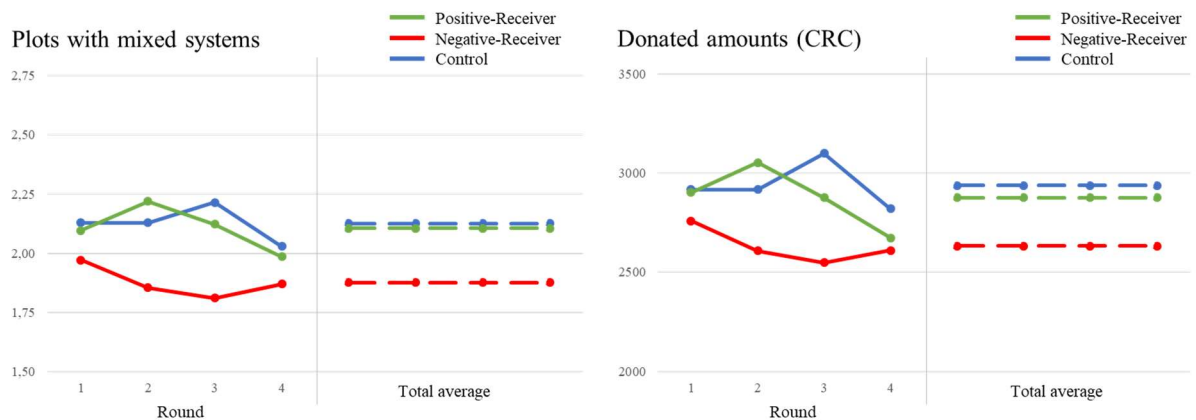 Plots with mixed systems
Positive-Receiver
Negative-Receiver
Control
2,75
2,50
2,25
2,00
1,75
1,50
1 2 3 4
Round
Total average
Donated amounts (CRC)
Positive-Receiver
Negative-Receiver
Control
3500
3000
2500
2000
1 2 3 4
Round
Total average